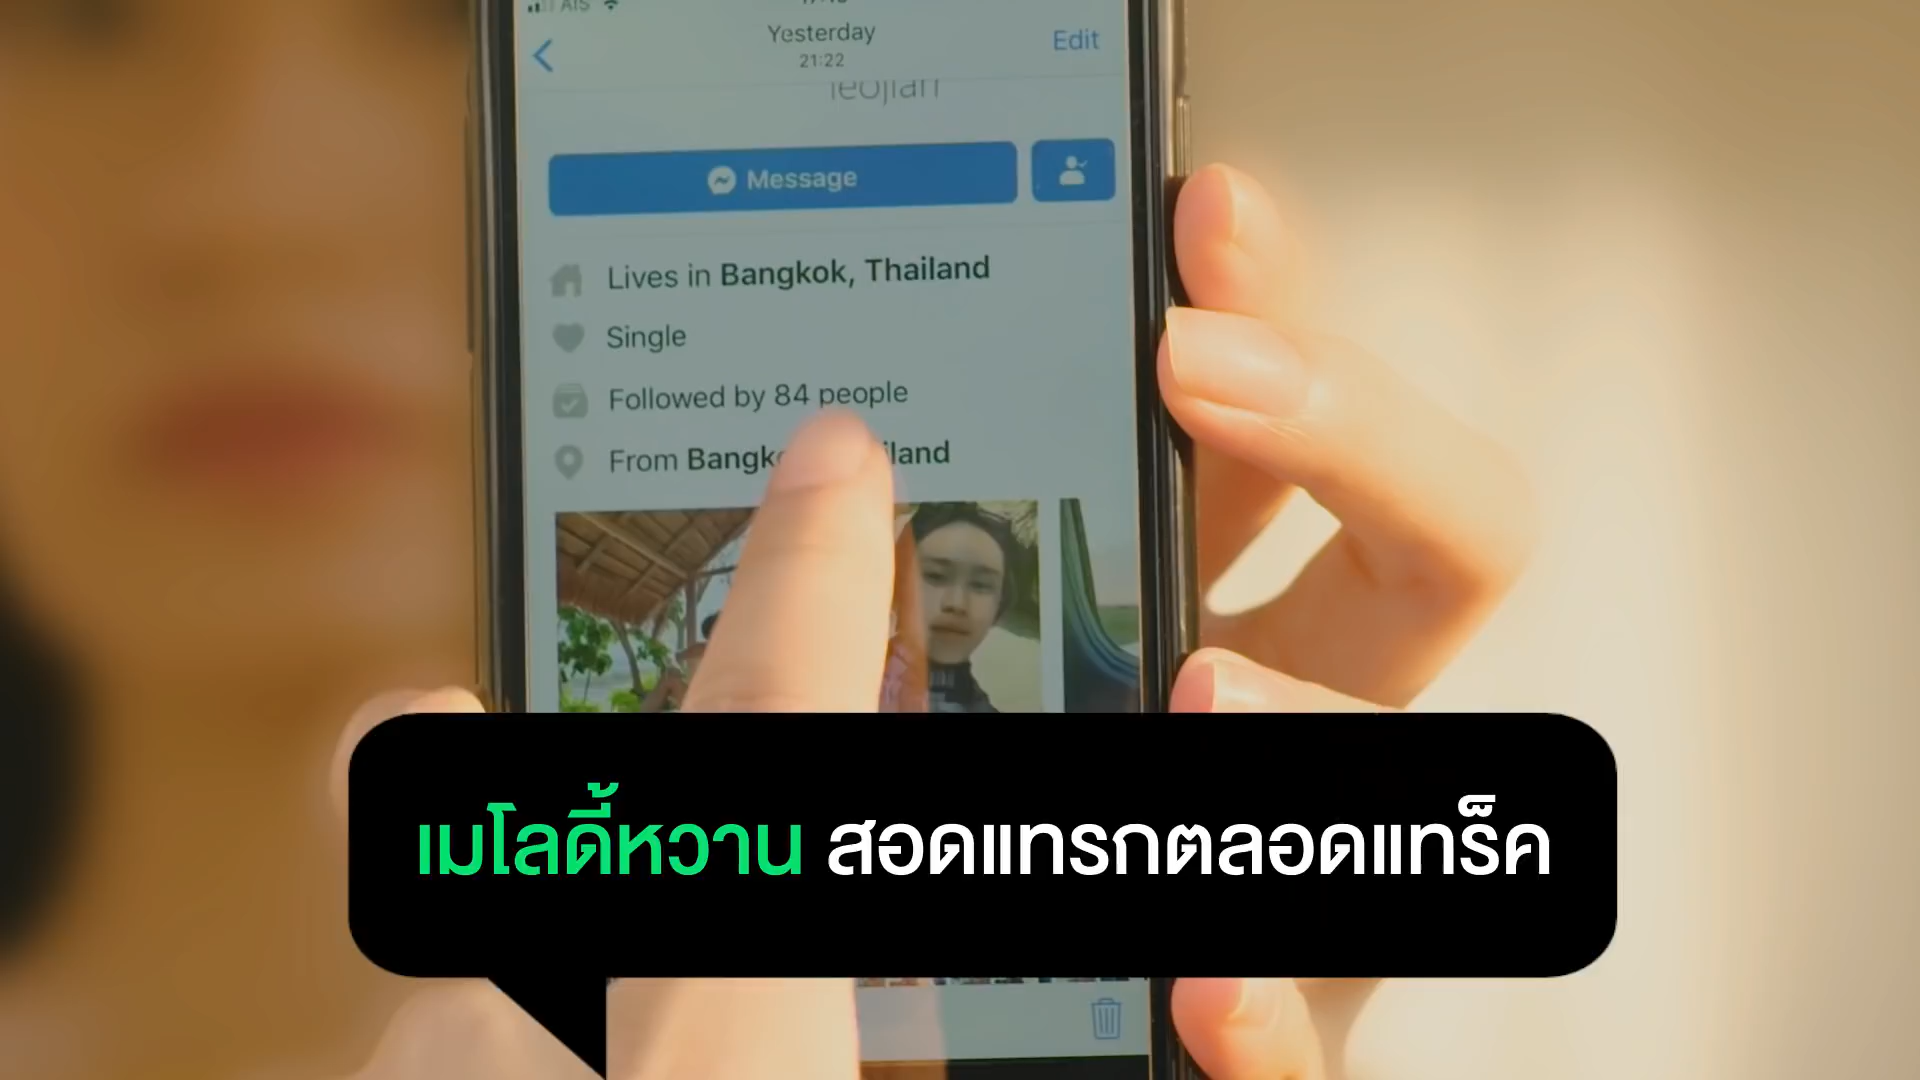 AIS
Yesterday
Edit
21:22
leojian
Message
Lives in Bangkok, Thailand
Single
Followed by 84 people
From Bangk iland
เมโลดี้หวาน สอดแทรกตลอดแทร็ค